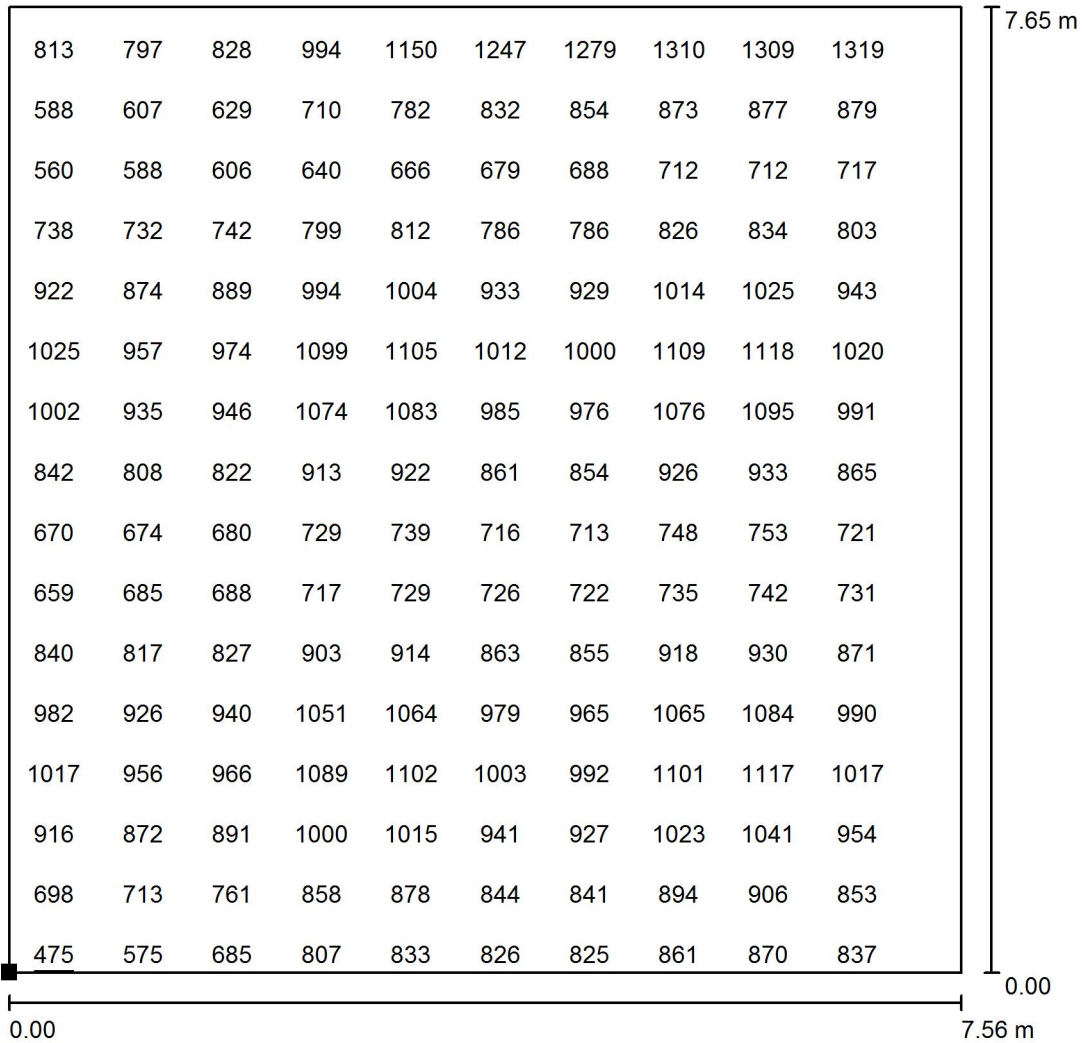 7.65 m
813 797 828 994 1150 1247 1279 1310 1309 1319
588 607 629 710 782 832 854 873 877 879
560 588 606 640 666 679 688 712 712 717
738 732 742 799 812 786 786 826 834 803
922 874 889 994 1004 933 929 1014 1025 943
1025 957 974 1099 1105 1012 1000 1109 1118 1020
1002 935 946 1074 1083 985 976 1076 1095 991
842 808 822 913 922 861 854 926 933 865
670 674 680 729 739 716 713 748 753 721
659 685 688 717 729 726 722 735 742 731
840 817 827 903 914 863 855 918 930 871
982 926 940 1051 1064 979 965 1065 1084 990
1017 956 966 1089 1102 1003 992 1101 1117 1017
916 872 891 1000 1015 941 927 1023 1041 954
698 713 761 858 878 844 841 894 906 853
475 575 685 807 833 826 825 861 870 837
0.00
0.00 7.56 m